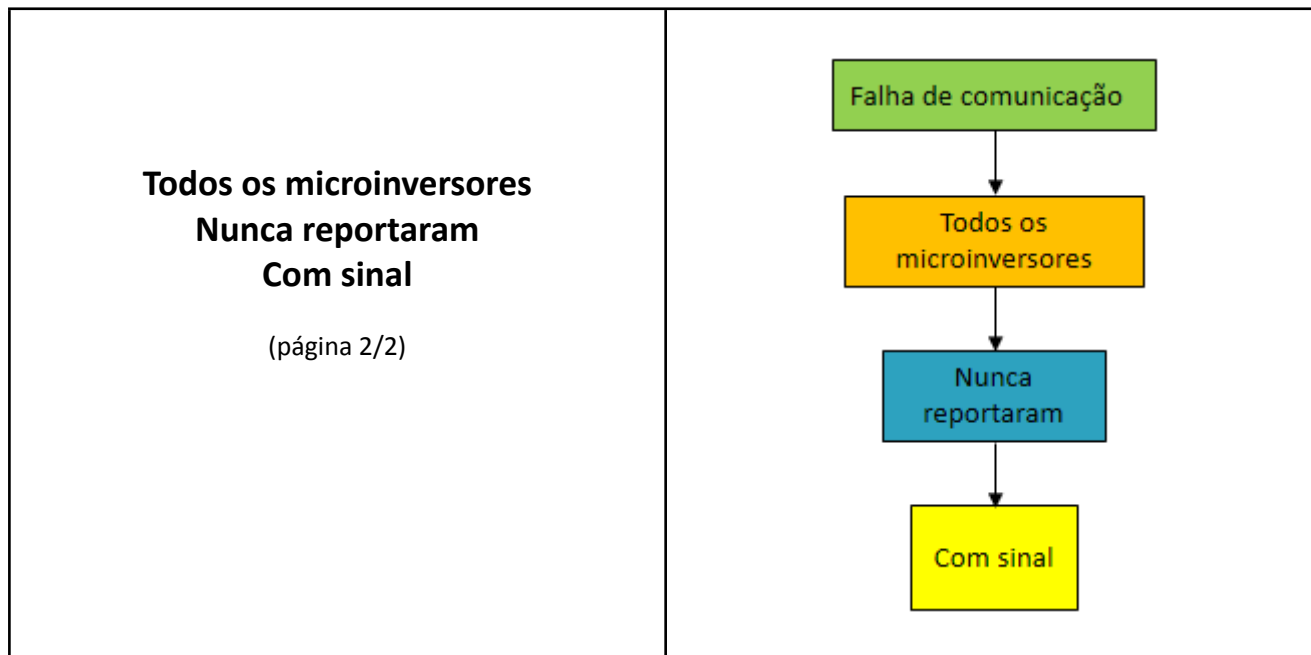 Todos os microinversores
Nunca reportaram
Com sinal
(página 2/2)
Falha de comunicação
Todos os
microinversores
Nunca
reportaram
Com sinal